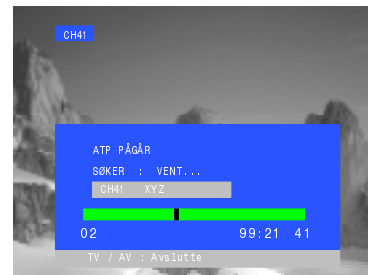 CH41
ATP PÅGÅR
SØKER : VENT...
CH41 XYZ
02 99:21 41
TV / AV : Avslutte